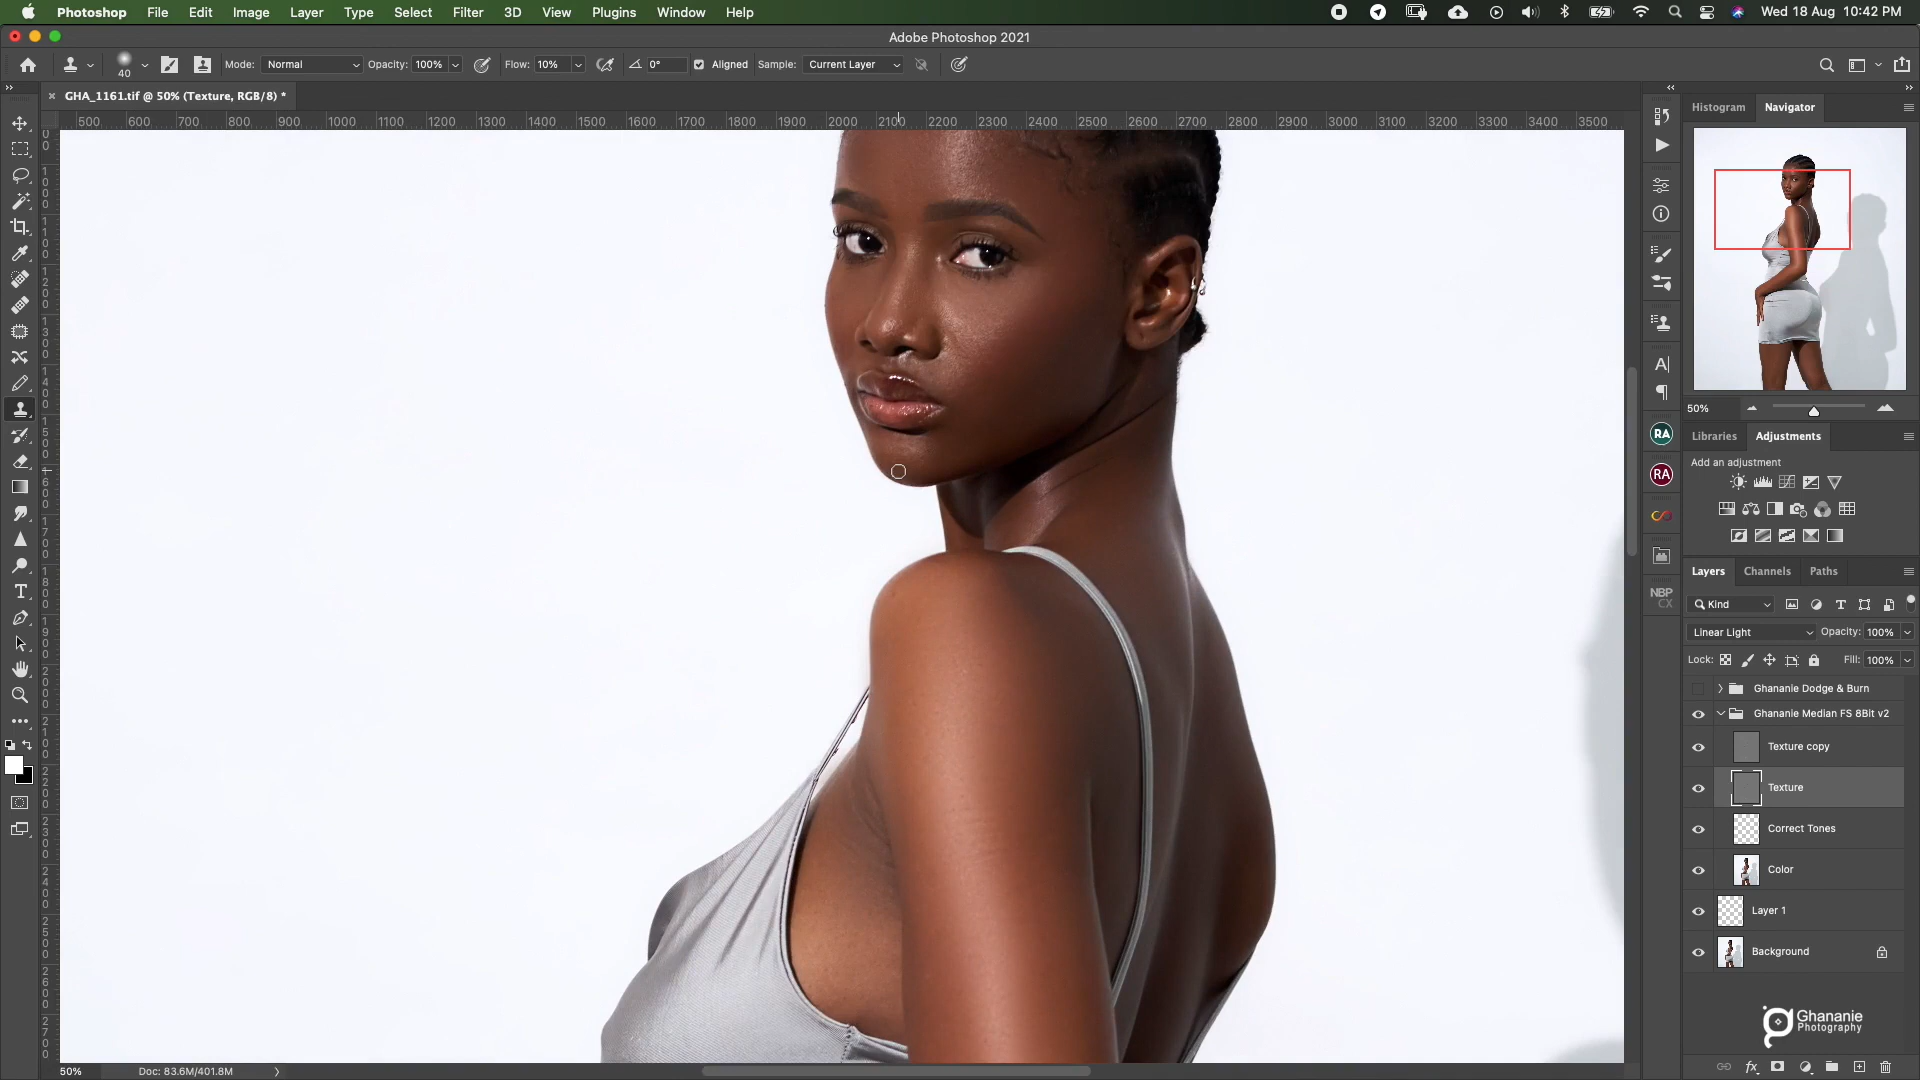 Photoshop File Edit Image Layer Type Select Filter 3D View Plugins Window Help Wed 18 Aug 10:42 PM
Adobe Photoshop 2021
40 Mode: Normal Opacity: 100% Flow: 10% 0° Aligned Sample: Current Layer
GHA_1161.tif @ 50% (Texture, RGB/8) *
500 600 700 800 900 1000 1100 1200 1300 1400 1500 1600 1700 1800 1900 2000 2100 2200 2300 2400 2500 2600 2700 2800 2900 3000 3100 3200 3300 3400 3500
Histogram Navigator
50%
Libraries Adjustments
Add an adjustment
RA
RA
NBP
CX
Layers Channels Paths
Kind
Linear Light Opacity: 100%
Lock: Fill: 100%
Ghananie Dodge & Burn
Ghananie Median FS 8Bit v2
Texture copy
Texture
Correct Tones
Color
Layer 1
Background
Ghananie
Photography
50% Doc: 83.6M/401.8M